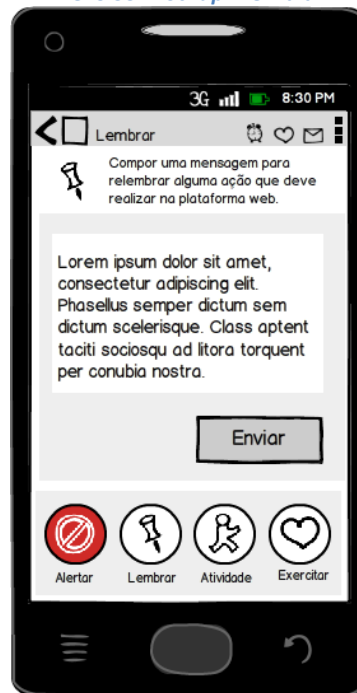 3G 8:30 PM
Lembrar
Compor uma mensagem para
relembrar alguma ação que deve
realizar na plataforma web.
Lorem ipsum dolor sit amet,
consectetur adipiscing elit.
Phasellus semper dictum sem
dictum scelerisque. Class aptent
taciti sociosqu ad litora torquent
per conubia nostra.
Enviar
Alertar Lembrar Atividade Exercitar